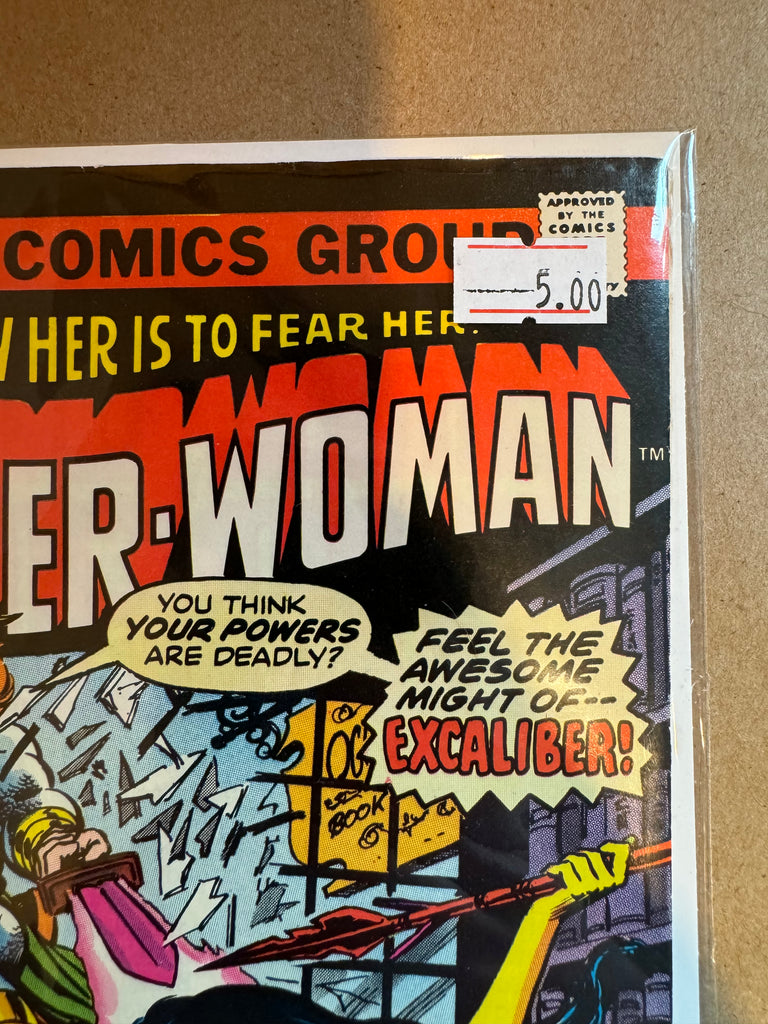 COMICS GROU
APPROVED
BY THE
COMICS
5.00
HER IS TO FEAR HER
ER-WOMAN
TM
YOU THINK
YOUR POWERS
ARE DEADLY?
FEEL THE
AWESOME
MIGHT OF--
EXCALIBER!
BOOK